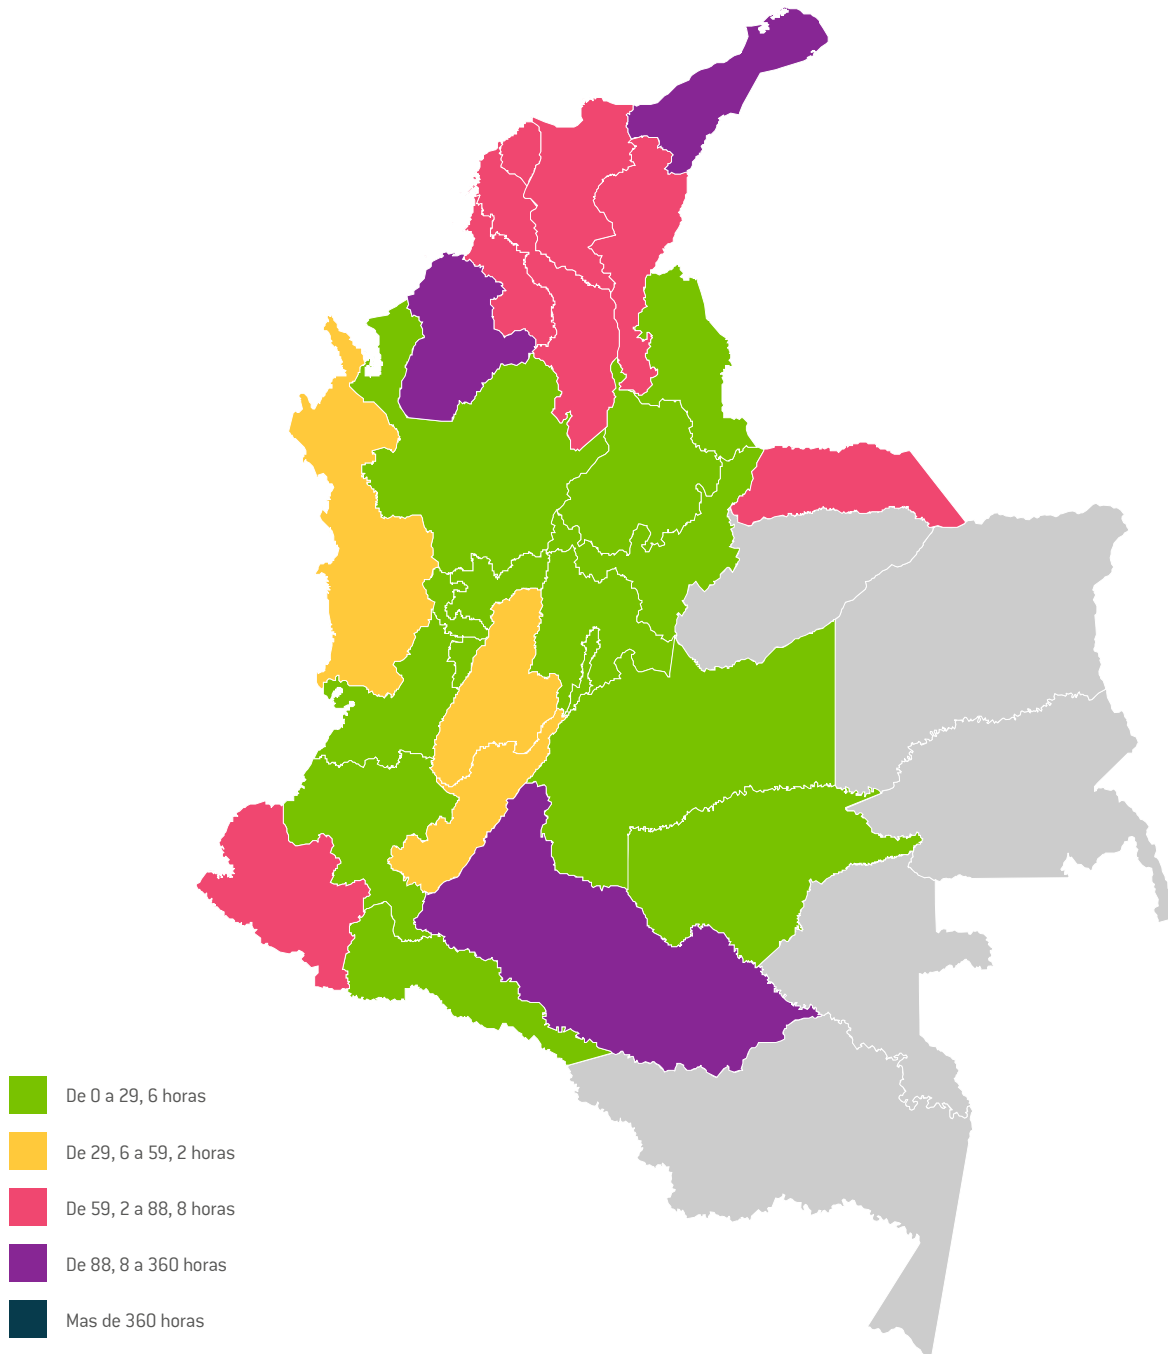 De 0 a 29, 6 horas
De 29, 6 a 59, 2 horas
De 59, 2 a 88, 8 horas
De 88, 8 a 360 horas
Mas de 360 horas